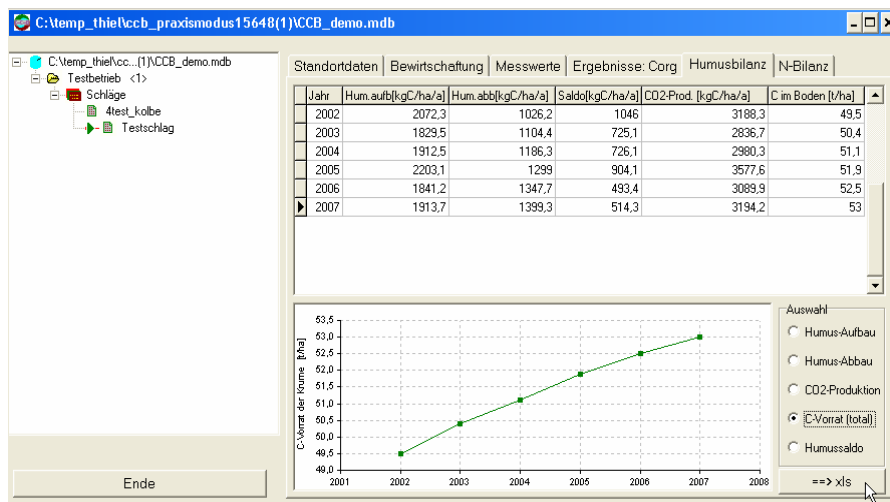 C:\temp_thiel\ccb_praxismodus15648(1)\CCB_demo.mdb
C:\temp_thiel\cc...(1)\CCB_demo.mdb
Testbetrieb <1>
Schläge
4test_kolbe
Testschlag
Ende
Standortdaten Bewirtschaftung Messwerte Ergebnisse: Corg Humusbilanz N-Bilanz
Jahr Hum.aufb[kgC/ha/a] Hum.abb[kgC/ha/a] Saldo[kgC/ha/a] CO2-Prod. [kgC/ha/a] C im Boden [t/ha]
2002 2072,3 1026,2 1046 3188,3 49,5
2003 1829,5 1104,4 725,1 2836,7 50,4
2004 1912,5 1186,3 726,1 2980,3 51,1
2005 2203,1 1299 904,1 3577,6 51,9
2006 1841,2 1347,7 493,4 3089,9 52,5
2007 1913,7 1399,3 514,3 3194,2 53
C-Vorrat der Krume [t/ha]
53,5
53,0
52,5
52,0
51,5
51,0
50,5
50,0
49,5
49,0
2001 2002 2003 2004 2005 2006 2007 2008
Auswahl
Humus-Aufbau
Humus-Abbau
CO2-Produktion
C-Vorrat (total)
Humussaldo
==> xls